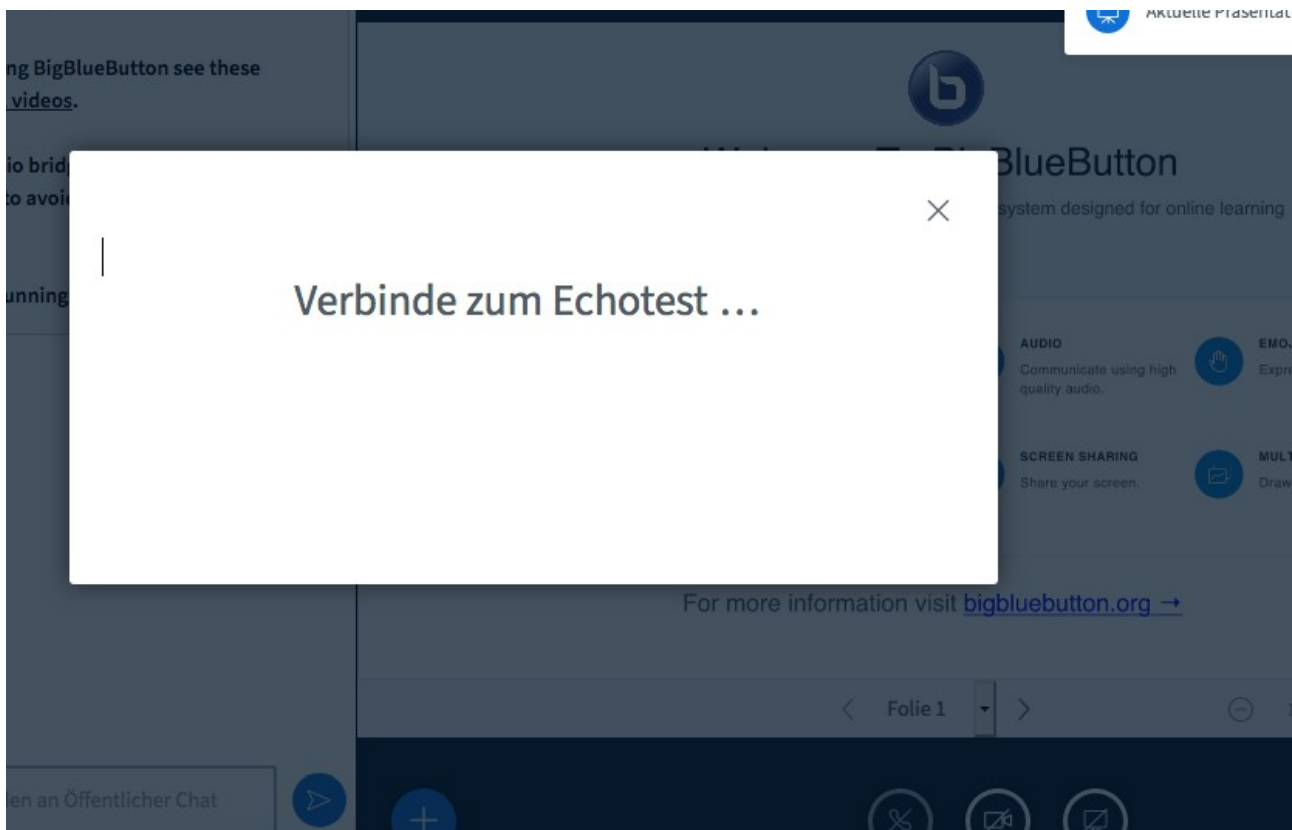 Aktuelle Präsentat
ng BigBlueButton see these
videos.
io brid
to avoi
unning
BlueButton
system designed for online learning
Verbinde zum Echotest …
AUDIO
Communicate using high
quality audio.
EMOJ
Expre
SCREEN SHARING
Share your screen.
MULT
Draw
For more information visit bigbluebutton.org →
Folie 1
en an Öffentlicher Chat